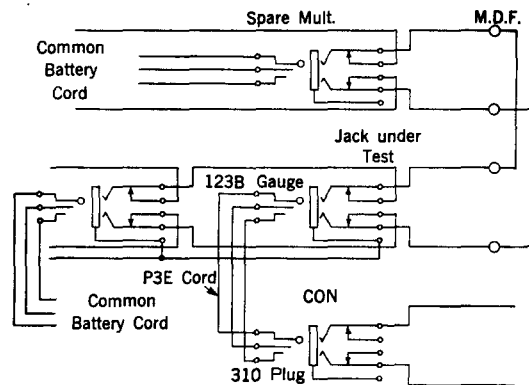 Spare Mult.
M.D.F.
Common
Battery
Cord
Jack under
Test
123B Gauge
P3E Cord
CON
Common
Battery Cord
310 Plug